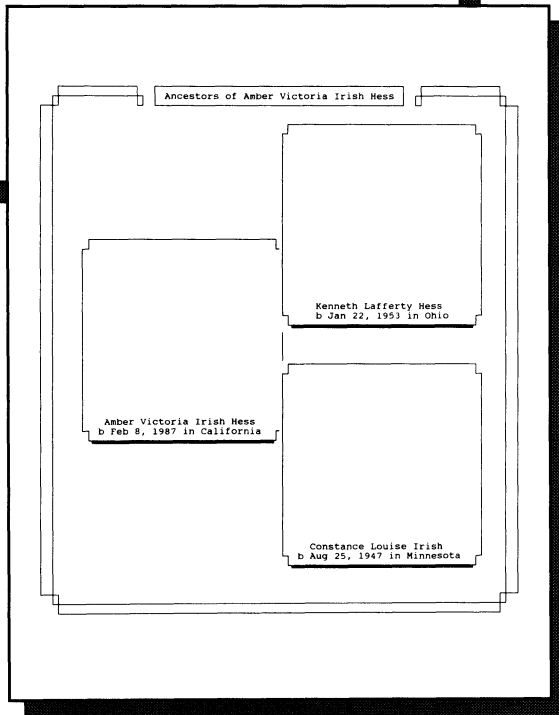 Ancestors of Amber Victoria Irish Hess
Kenneth Lafferty Hess
b Jan 22, 1953 in Ohio
Amber Victoria Irish Hess
b Feb 8, 1987 in California
Constance Louise Irish
b Aug 25, 1947 in Minnesota